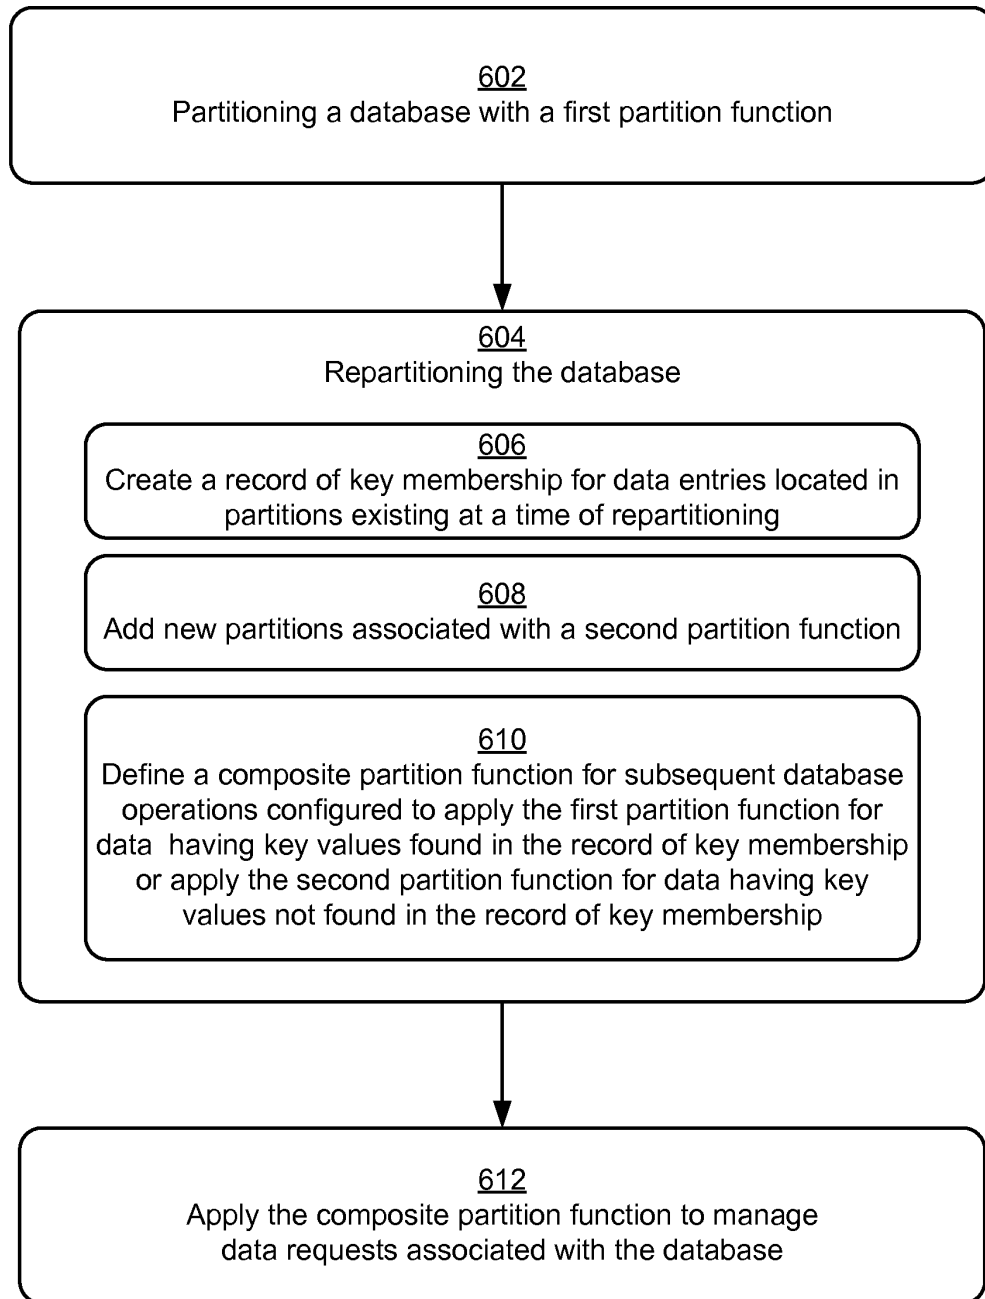 602
Partitioning a database with a first partition function
604
Repartitioning the database
606
Create a record of key membership for data entries located in
partitions existing at a time of repartitioning
608
Add new partitions associated with a second partition function
610
Define a composite partition function for subsequent database
operations configured to apply the first partition function for
data  having key values found in the record of key membership
or apply the second partition function for data having key
values not found in the record of key membership
612
Apply the composite partition function to manage
data requests associated with the database